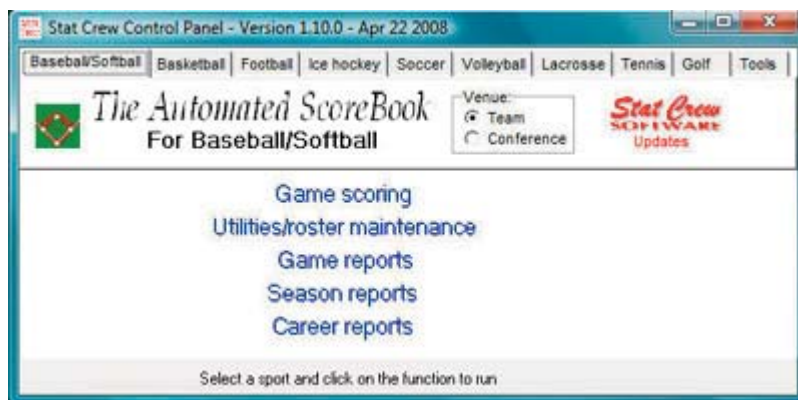 Stat Crew Control Panel - Version 1.10.0 - Apr 22 2008
Baseball/Softball Basketball Football Ice hockey Soccer Volleyball Lacrosse Tennis Golf Tools
The Automated ScoreBook
For Baseball/Softball
Venue:
Team
Conference
Stat Crew
SOFTWARE
Updates
Game scoring
Utilities/roster maintenance
Game reports
Season reports
Career reports
Select a sport and click on the function to run